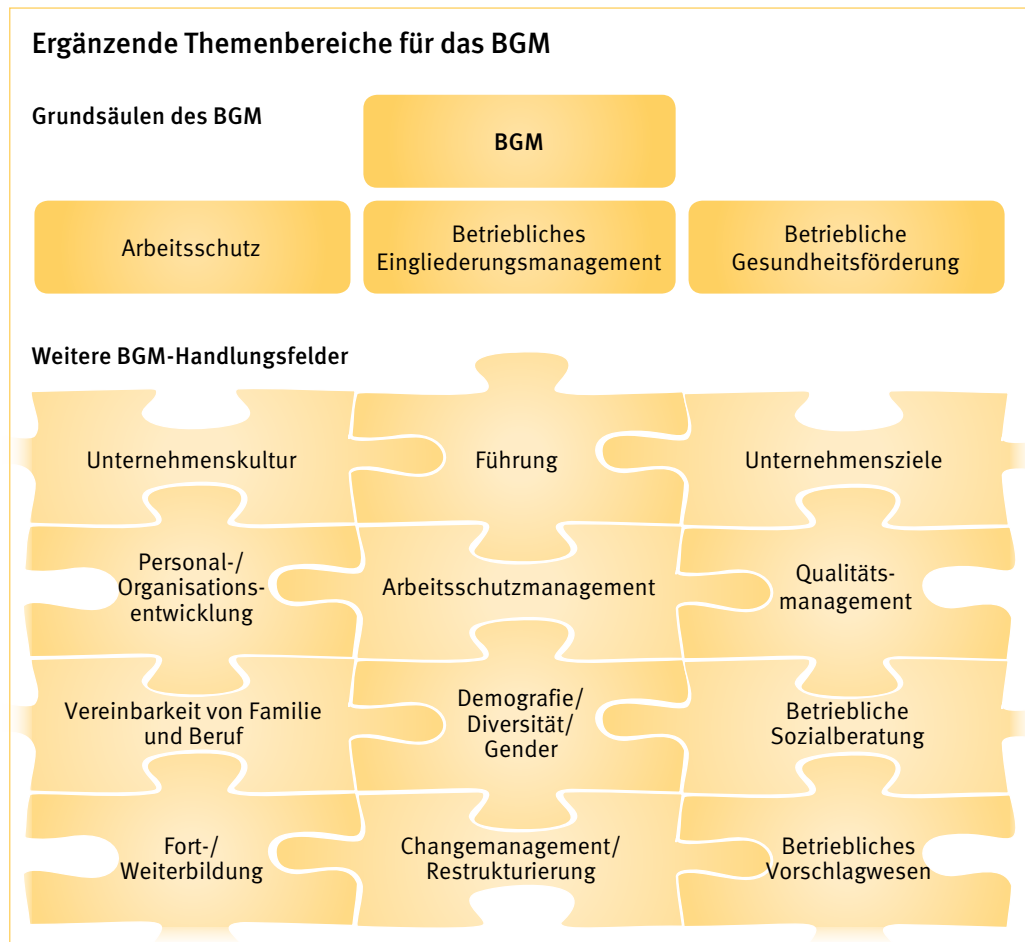 Ergänzende Themenbereiche für das BGM
Grundsäulen des BGM
BGM
Arbeitsschutz
Betriebliches
Eingliederungsmanagement
Betriebliche
Gesundheitsförderung
Weitere BGM-Handlungsfelder
Unternehmenskultur
Führung
Unternehmensziele
Personal-/
Organisations-
entwicklung
Arbeitsschutzmanagement
Qualitäts-
management
Vereinbarkeit von Familie
und Beruf
Demografie/
Diversität/
Gender
Betriebliche
Sozialberatung
Fort-/
Weiterbildung
Changemanagement/
Restrukturierung
Betriebliches
Vorschlagwesen